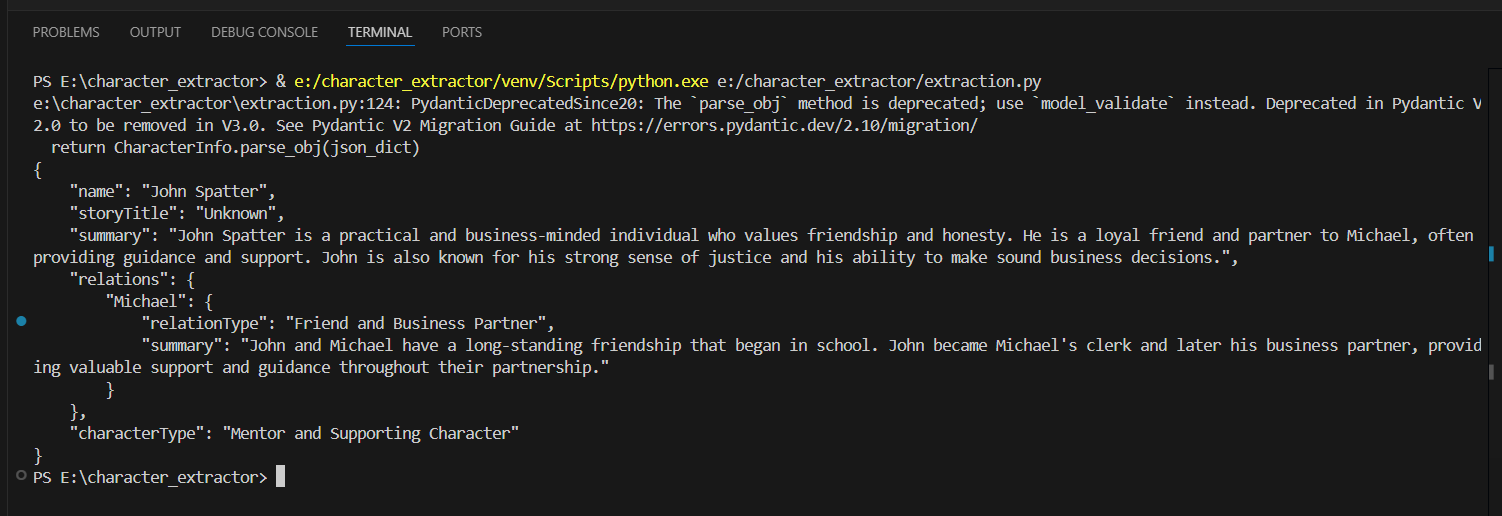 PROBLEMS OUTPUT DEBUG CONSOLE TERMINAL PORTS
PS E:\character_extractor> & e:/character_extractor/venv/Scripts/python.exe e:/character_extractor/extraction.py
e:\character_extractor\extraction.py:124: PydanticDeprecatedSince20: The `parse_obj` method is deprecated; use `model_validate` instead. Deprecated in Pydantic V
2.0 to be removed in V3.0. See Pydantic V2 Migration Guide at https://errors.pydantic.dev/2.10/migration/
  return CharacterInfo.parse_obj(json_dict)
{
    "name": "John Spatter",
    "storyTitle": "Unknown",
    "summary": "John Spatter is a practical and business-minded individual who values friendship and honesty. He is a loyal friend and partner to Michael, often
providing guidance and support. John is also known for his strong sense of justice and his ability to make sound business decisions.",
    "relations": {
        "Michael": {
            "relationType": "Friend and Business Partner",
            "summary": "John and Michael have a long-standing friendship that began in school. John became Michael's clerk and later his business partner, provid
ing valuable support and guidance throughout their partnership."
        }
    },
    "characterType": "Mentor and Supporting Character"
}
PS E:\character_extractor>